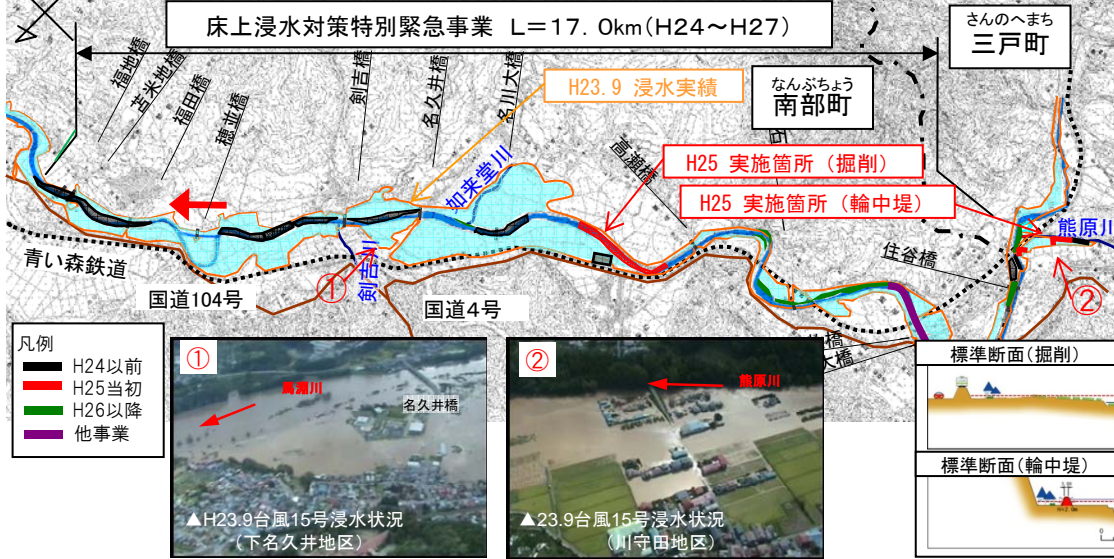 床上浸水対策特別緊急事業 L=17.0km(H24～H27)
さんのへまち
三戸町
福地橋
苫米地橋
福田橋
穂並橋
剣吉橋
名久井橋
名川大橋
H23.9 浸水実績
なんぶちょう
南部町
高瀬橋
H25 実施箇所(掘削)
H25 実施箇所(輪中堤)
如来堂川
熊原川
住谷橋
②
青い森鉄道
①
剣吉川
国道104号
国道4号
大橋
凡例
H24以前
H25当初
H26以降
他事業
①
馬淵川
名久井橋
▲H23.9台風15号浸水状況
(下名久井地区)
②
熊原川
▲23.9台風15号浸水状況
(川守田地区)
標準断面(掘削)
標準断面(輪中堤)